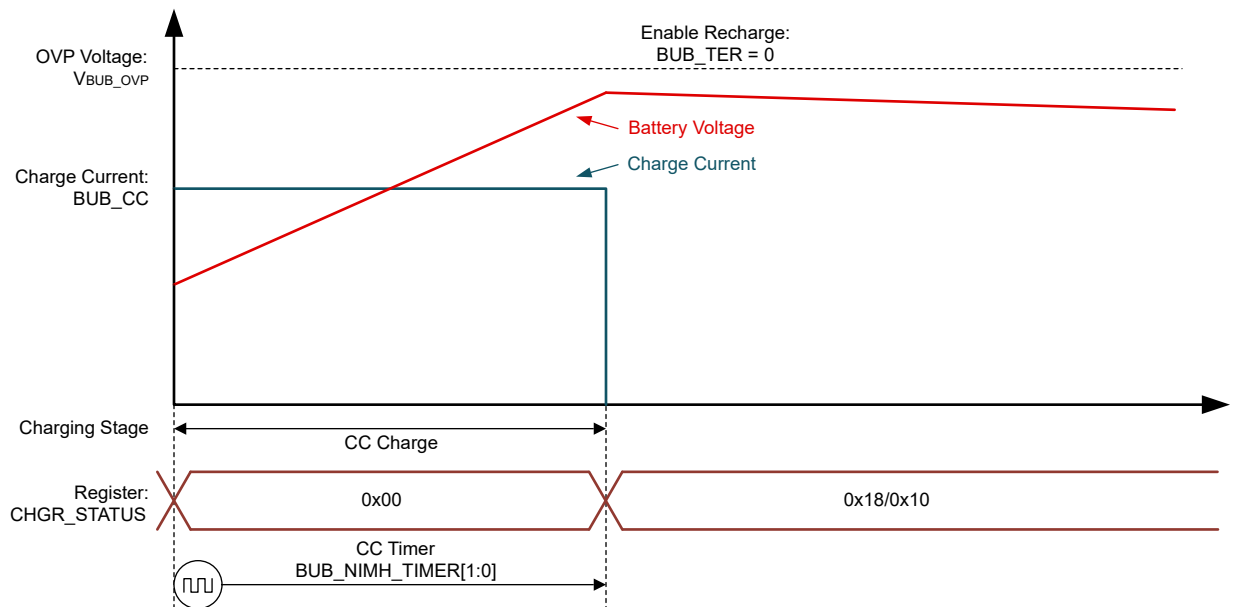 Enable Recharge:
BUB_TER = 0
OVP Voltage:
VBUB_OVP
Battery Voltage
Charge Current
Charge Current:
BUB_CC
Charging Stage
CC Charge
Register:
CHGR_STATUS
0x00
0x18/0x10
CC Timer
BUB_NIMH_TIMER[1:0]